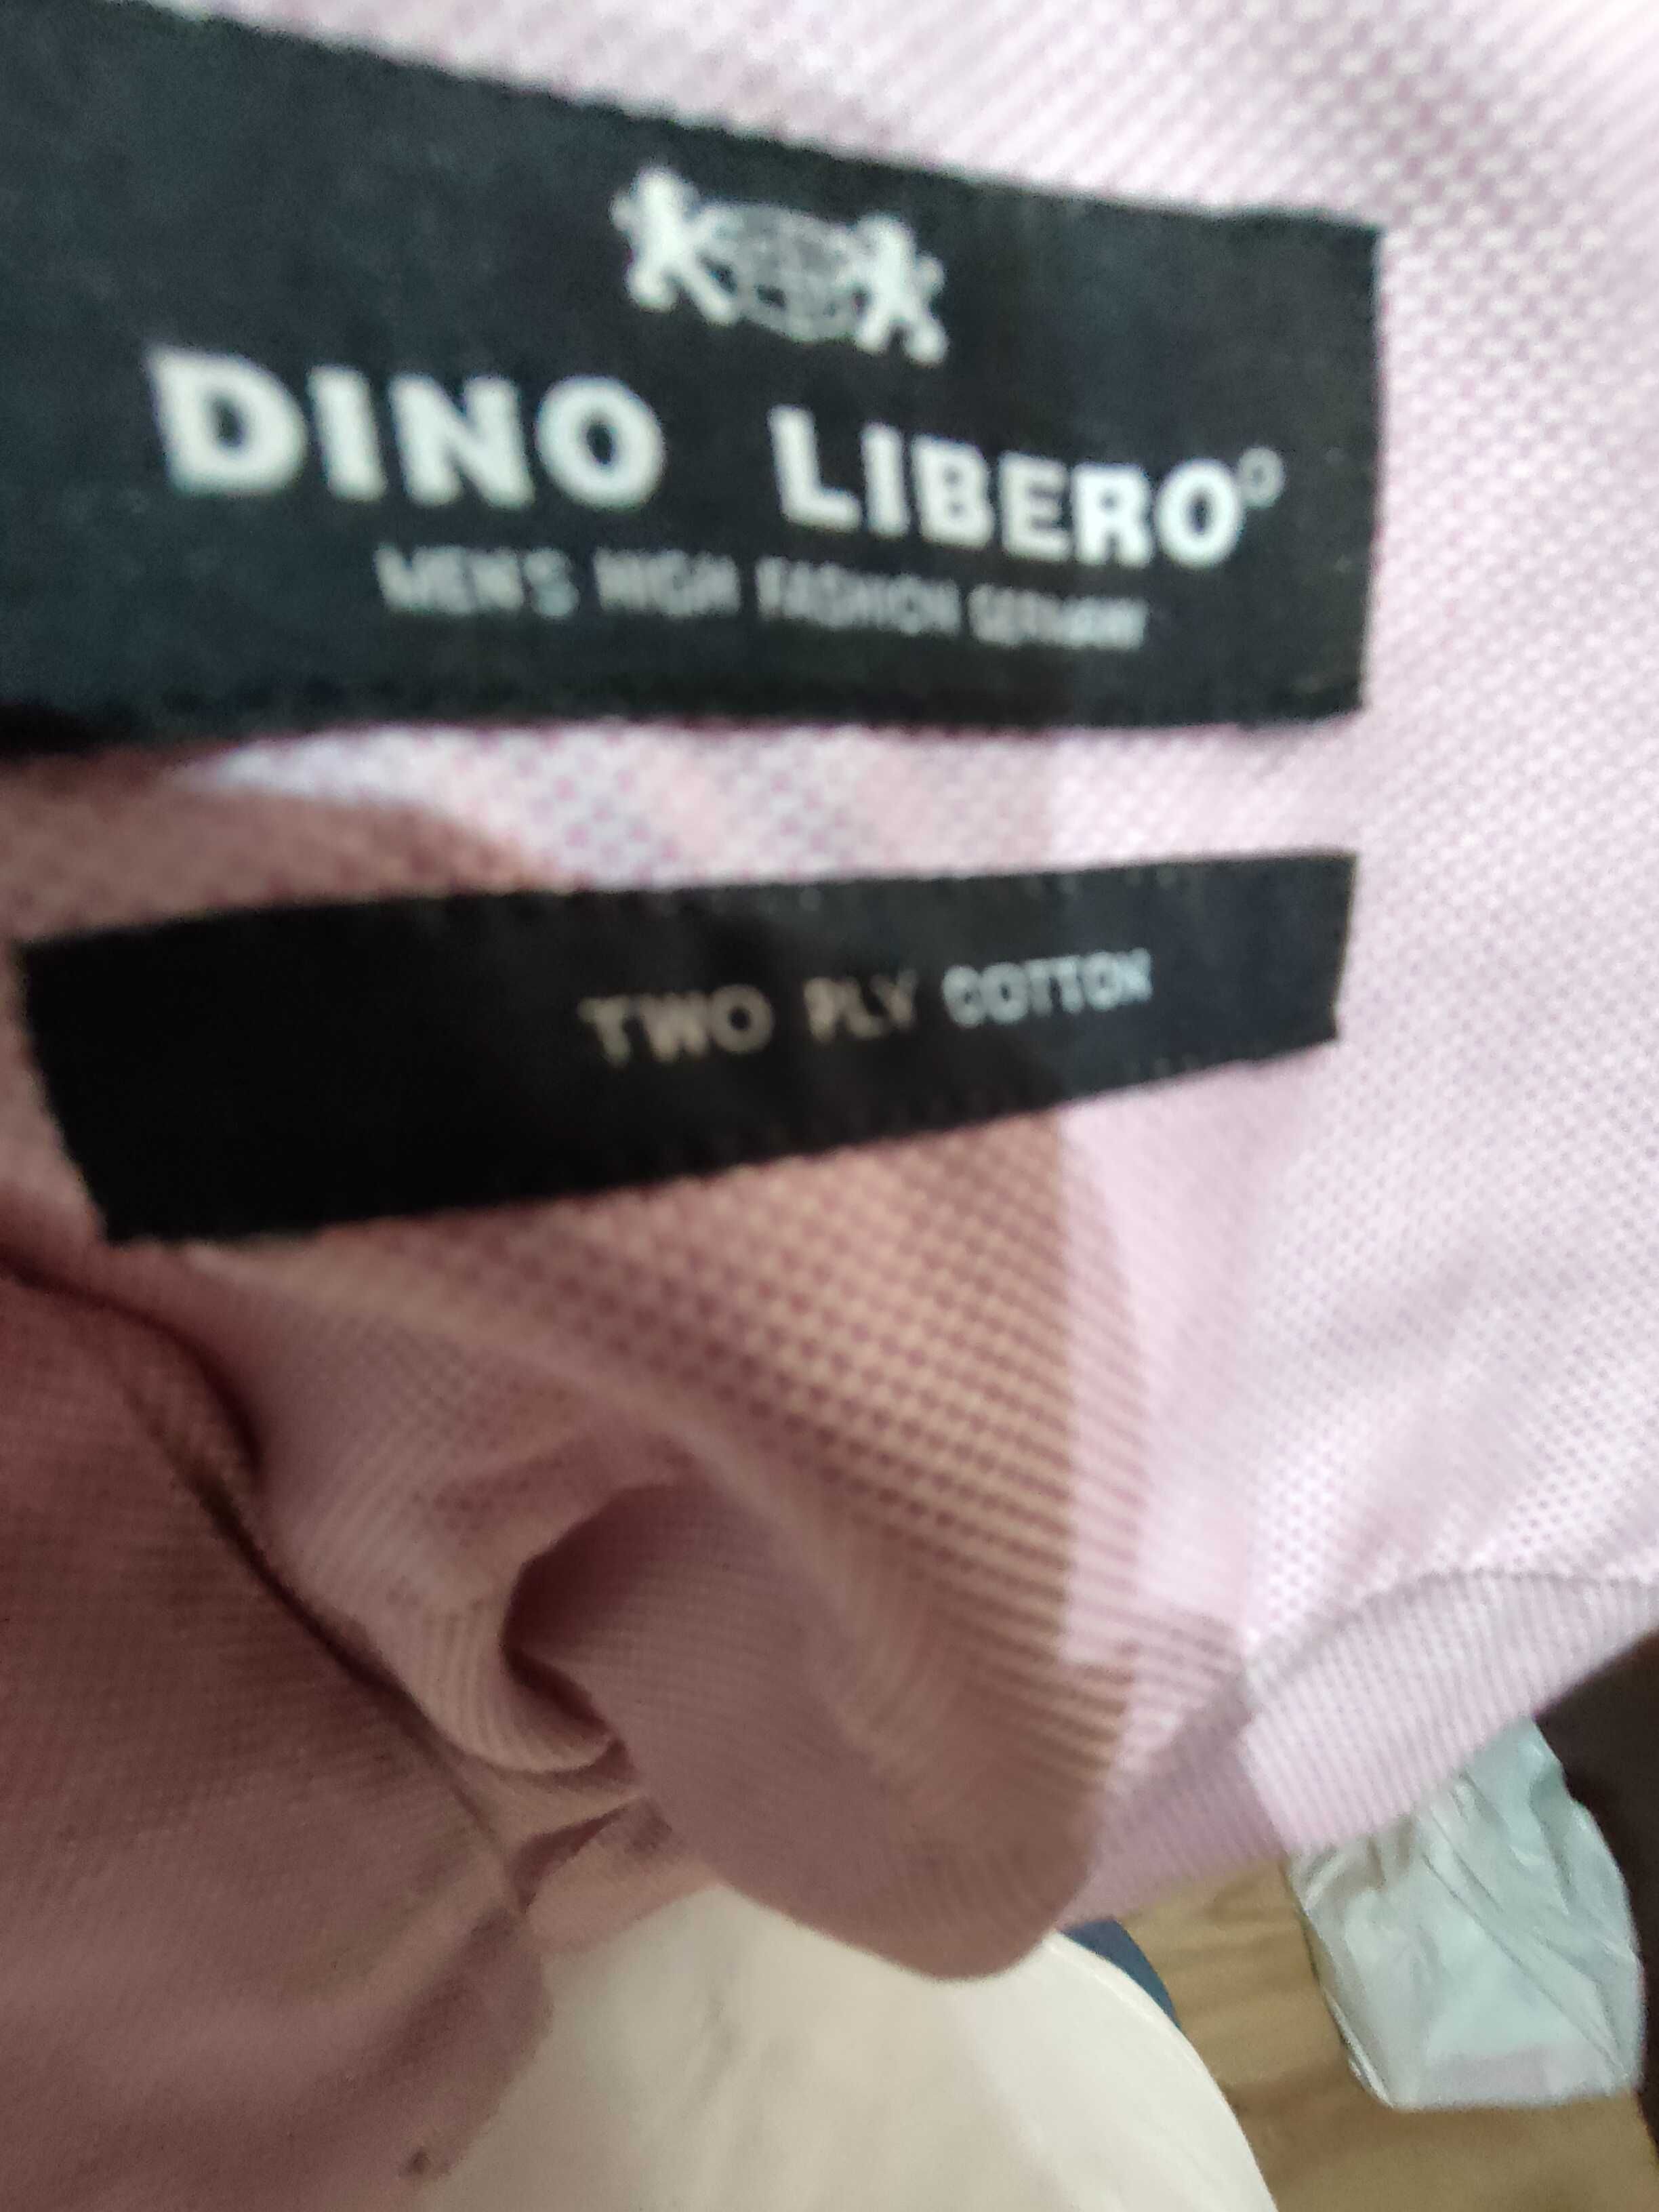 DINO LIBERO°
MEN'S HIGH FASHION GERMANY
TWO PLY COTTON